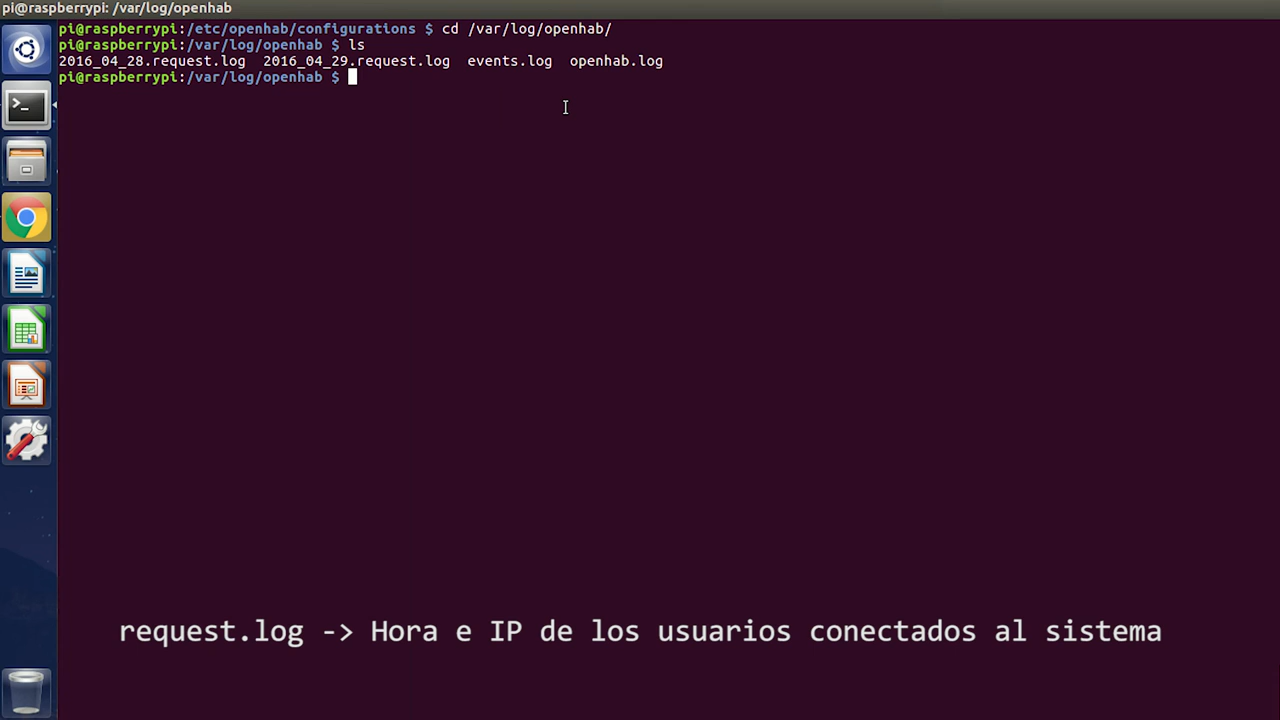 pi@raspberrypi: /var/log/openhab
pi@raspberrypi:/etc/openhab/configurations $ cd /var/log/openhab/
pi@raspberrypi:/var/log/openhab $ ls
2016_04_28.request.log  2016_04_29.request.log  events.log  openhab.log
pi@raspberrypi:/var/log/openhab $
request.log -> Hora e IP de los usuarios conectados al sistema